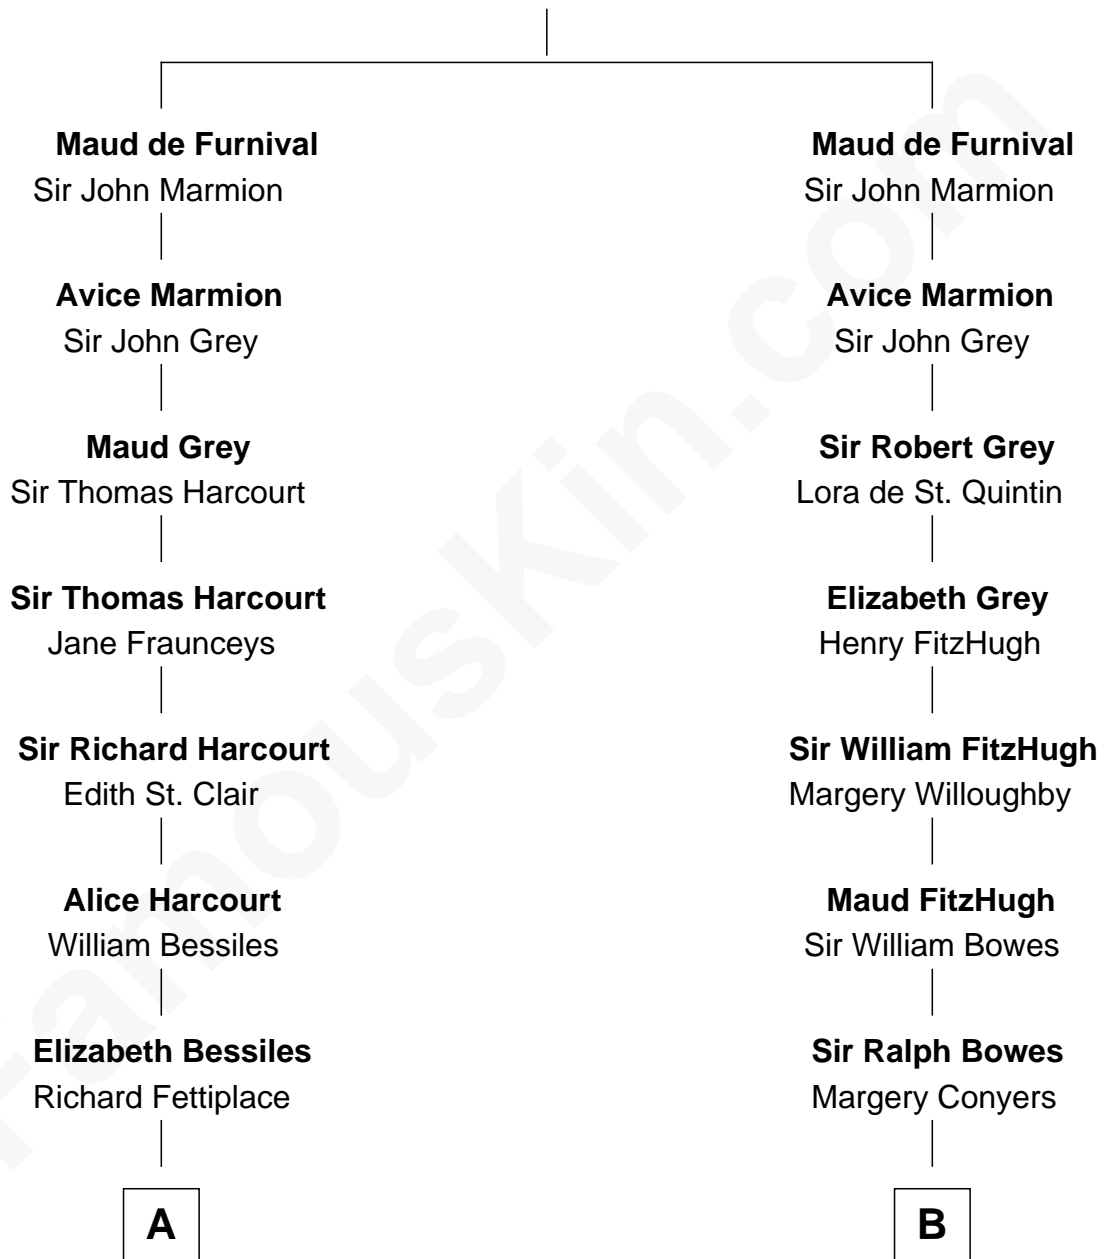 Maud de Furnival
Sir John Marmion
Avice Marmion
Sir John Grey
Maud Grey
Sir Thomas Harcourt
Sir Thomas Harcourt
Jane Fraunceys
Sir Richard Harcourt
Edith St. Clair
Alice Harcourt
William Bessiles
Elizabeth Bessiles
Richard Fettiplace
A
Maud de Furnival
Sir John Marmion
Avice Marmion
Sir John Grey
Sir Robert Grey
Lora de St. Quintin
Elizabeth Grey
Henry FitzHugh
Sir William FitzHugh
Margery Willoughby
Maud FitzHugh
Sir William Bowes
Sir Ralph Bowes
Margery Conyers
B
FamousKin.com